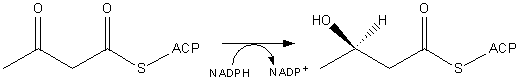 O O HO H O
S ACP S ACP
NADPH NADP+